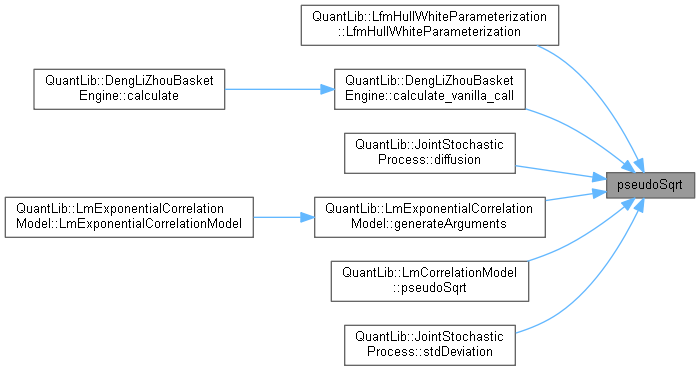 QuantLib::LfmHullWhiteParameterization
::LfmHullWhiteParameterization
QuantLib::DengLiZhouBasket
Engine::calculate
QuantLib::DengLiZhouBasket
Engine::calculate_vanilla_call
QuantLib::JointStochastic
Process::diffusion
pseudoSqrt
QuantLib::LmExponentialCorrelation
Model::LmExponentialCorrelationModel
QuantLib::LmExponentialCorrelation
Model::generateArguments
QuantLib::LmCorrelationModel
::pseudoSqrt
QuantLib::JointStochastic
Process::stdDeviation